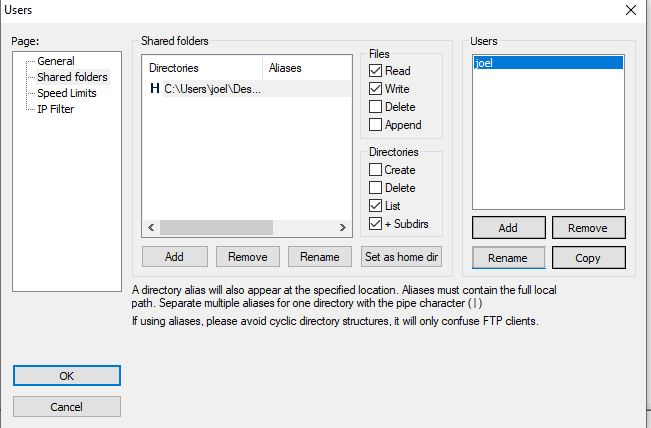 Users
Page:
General
Shared folders
Speed Limits
IP Filter
Shared folders
Directories Aliases
H C:\Users\joel\Des...
Add Remove Rename Set as home dir
Files
Read
Write
Delete
Append
Directories
Create
Delete
List
+ Subdirs
Users
joel
Add Remove
Rename Copy
A directory alias will also appear at the specified location. Aliases must contain the full local
path. Separate multiple aliases for one directory with the pipe character ( | )
If using aliases, please avoid cyclic directory structures, it will only confuse FTP clients.
OK
Cancel